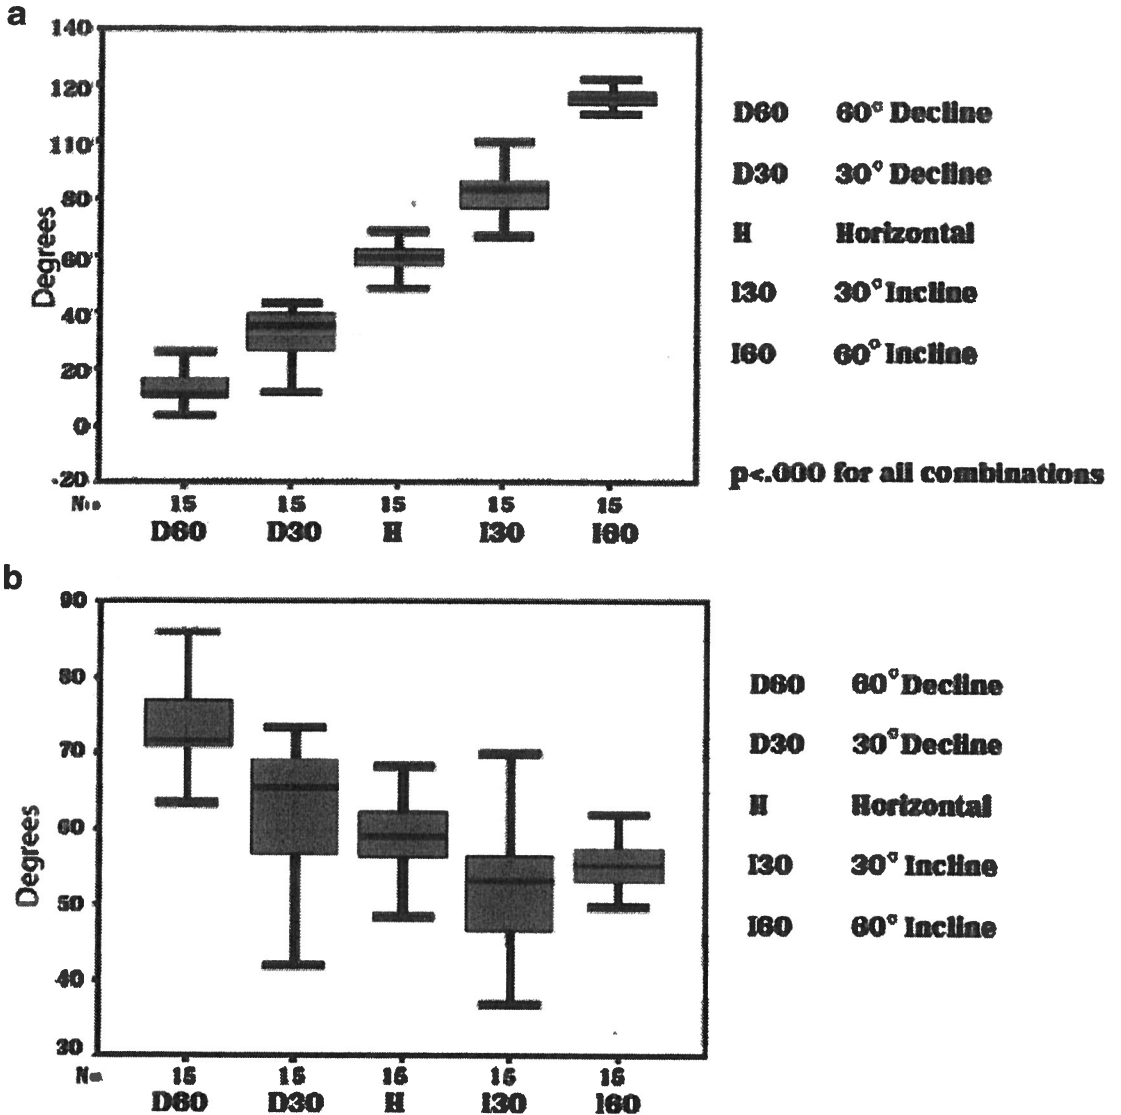 a
140
120
110
80
60
40
20
0
-20
Degrees
15 15 15 15 15
D60 D30 H I30 I60
D60 60° Decline
D30 30° Decline
H Horizontal
I30 30° Incline
I60 60° Incline
p<.000 for all combinations
b
90
80
70
60
50
40
30
Degrees
15 15 15 15 15
D60 D30 H I30 I60
D60 60° Decline
D30 30° Decline
H Horizontal
I30 30° Incline
I60 60° Incline